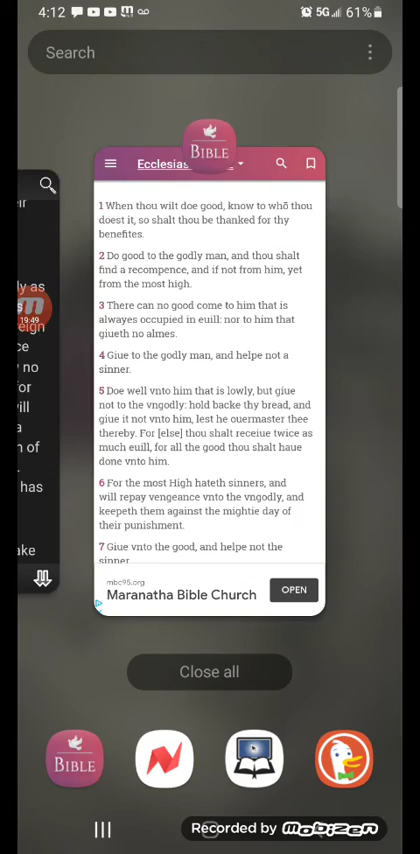 4:12
5G 61%
Search
BIBLE
Ecclesias
1 When thou wilt doe good, know to whō thou
doest it, so shalt thou be thanked for thy
benefites.
2 Do good to the godly man, and thou shalt
find a recompence, and if not from him, yet
from the most high.
3 There can no good come to him that is
alwayes occupied in euill: nor to him that
giueth no almes.
4 Giue to the godly man, and helpe not a
sinner.
5 Doe well vnto him that is lowly, but giue
not to the vngodly: hold backe thy bread, and
giue it not vnto him, lest he ouermaster thee
thereby. For [else] thou shalt receiue twice as
much euill, for all the good thou shalt haue
done vnto him.
6 For the most High hateth sinners, and
will repay vengeance vnto the vngodly, and
keepeth them against the mightie day of
their punishment.
7 Giue vnto the good, and helpe not the
sinner.
ly as
m
19:49
eign
ce
no
for
ill
a
n of
has
ake
mbc95.org
Maranatha Bible Church
OPEN
Close all
BIBLE
Recorded by mobizen